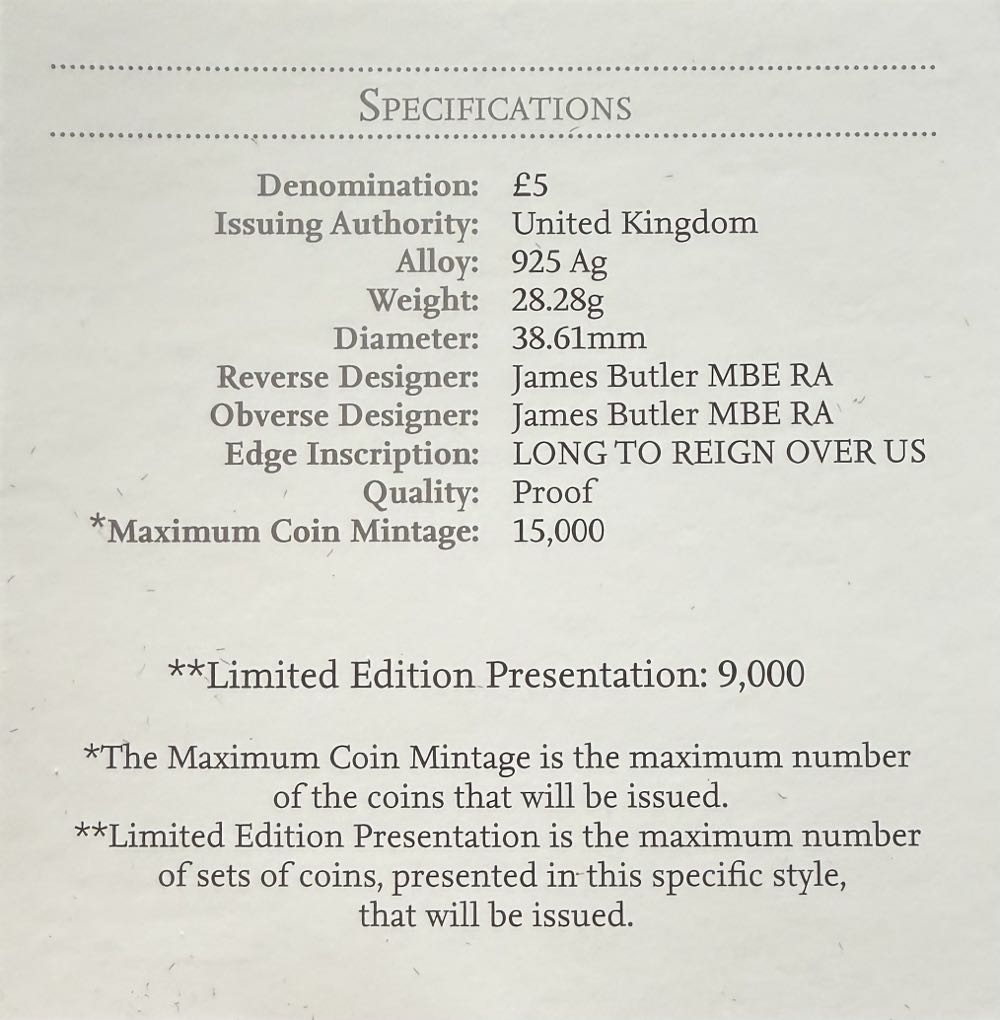 SPECIFICATIONS
Denomination: £5
Issuing Authority: United Kingdom
Alloy: 925 Ag
Weight: 28.28g
Diameter: 38.61mm
Reverse Designer: James Butler MBE RA
Obverse Designer: James Butler MBE RA
Edge Inscription: LONG TO REIGN OVER US
Quality: Proof
*Maximum Coin Mintage: 15,000
**Limited Edition Presentation: 9,000
*The Maximum Coin Mintage is the maximum number
of the coins that will be issued.
**Limited Edition Presentation is the maximum number
of sets of coins, presented in this specific style,
that will be issued.